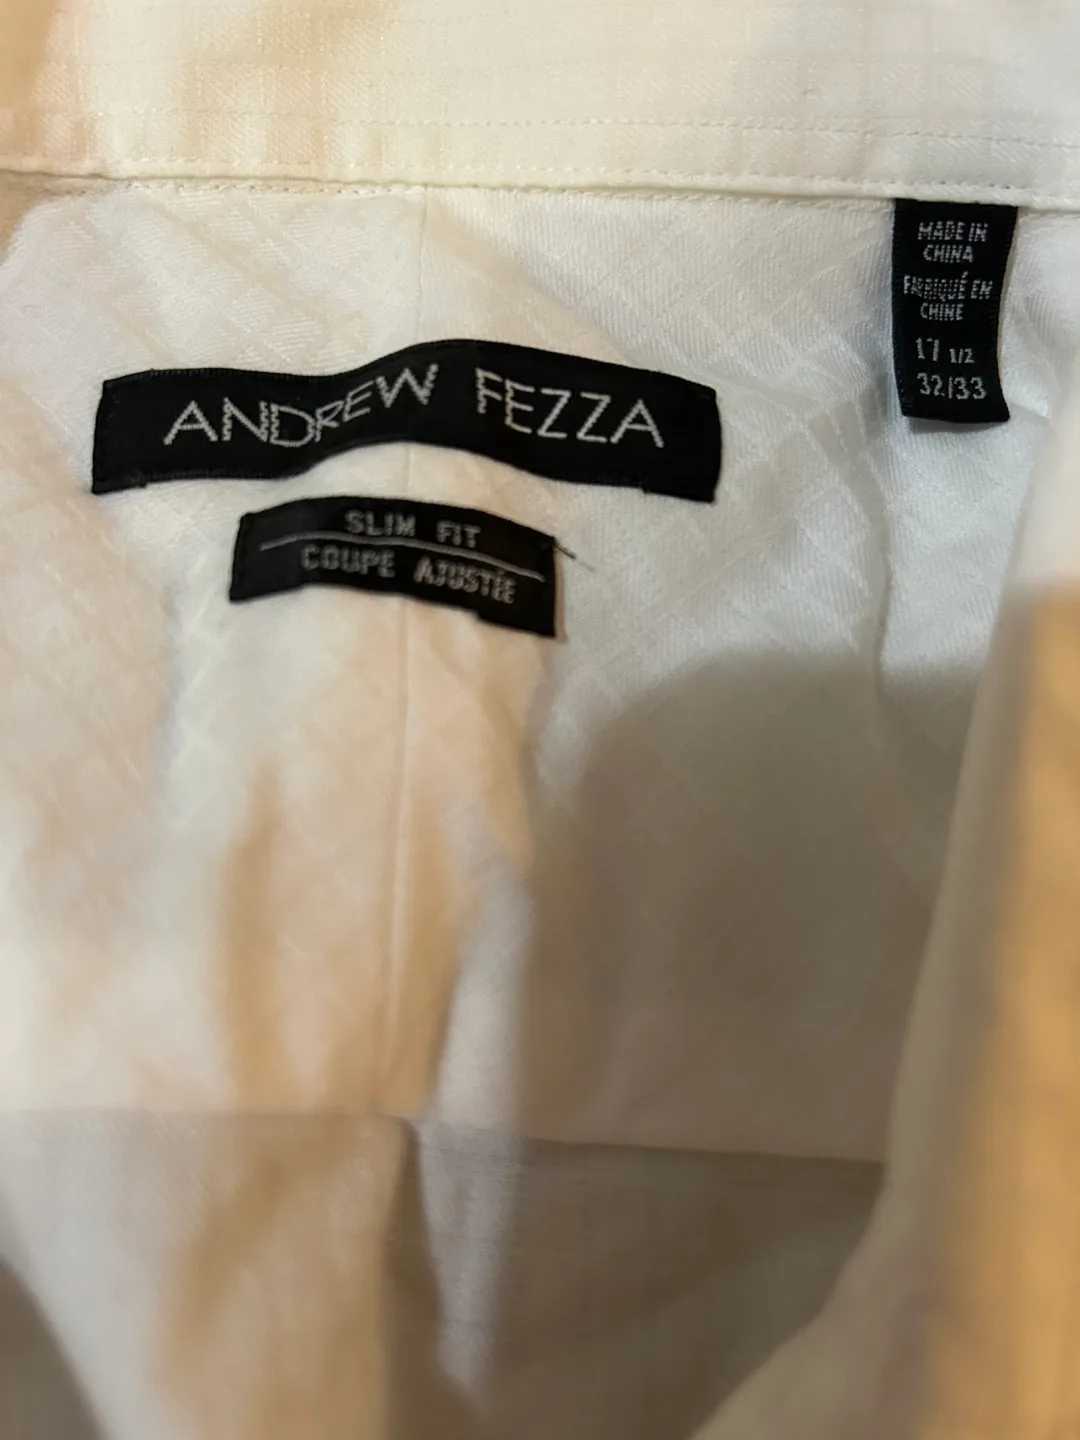 ANDREW FEZZA
SLIM FIT
COUPE AJUSTÉE
MADE IN
CHINA
FABRIQUÉ EN
CHINE
17 1/2
32/33